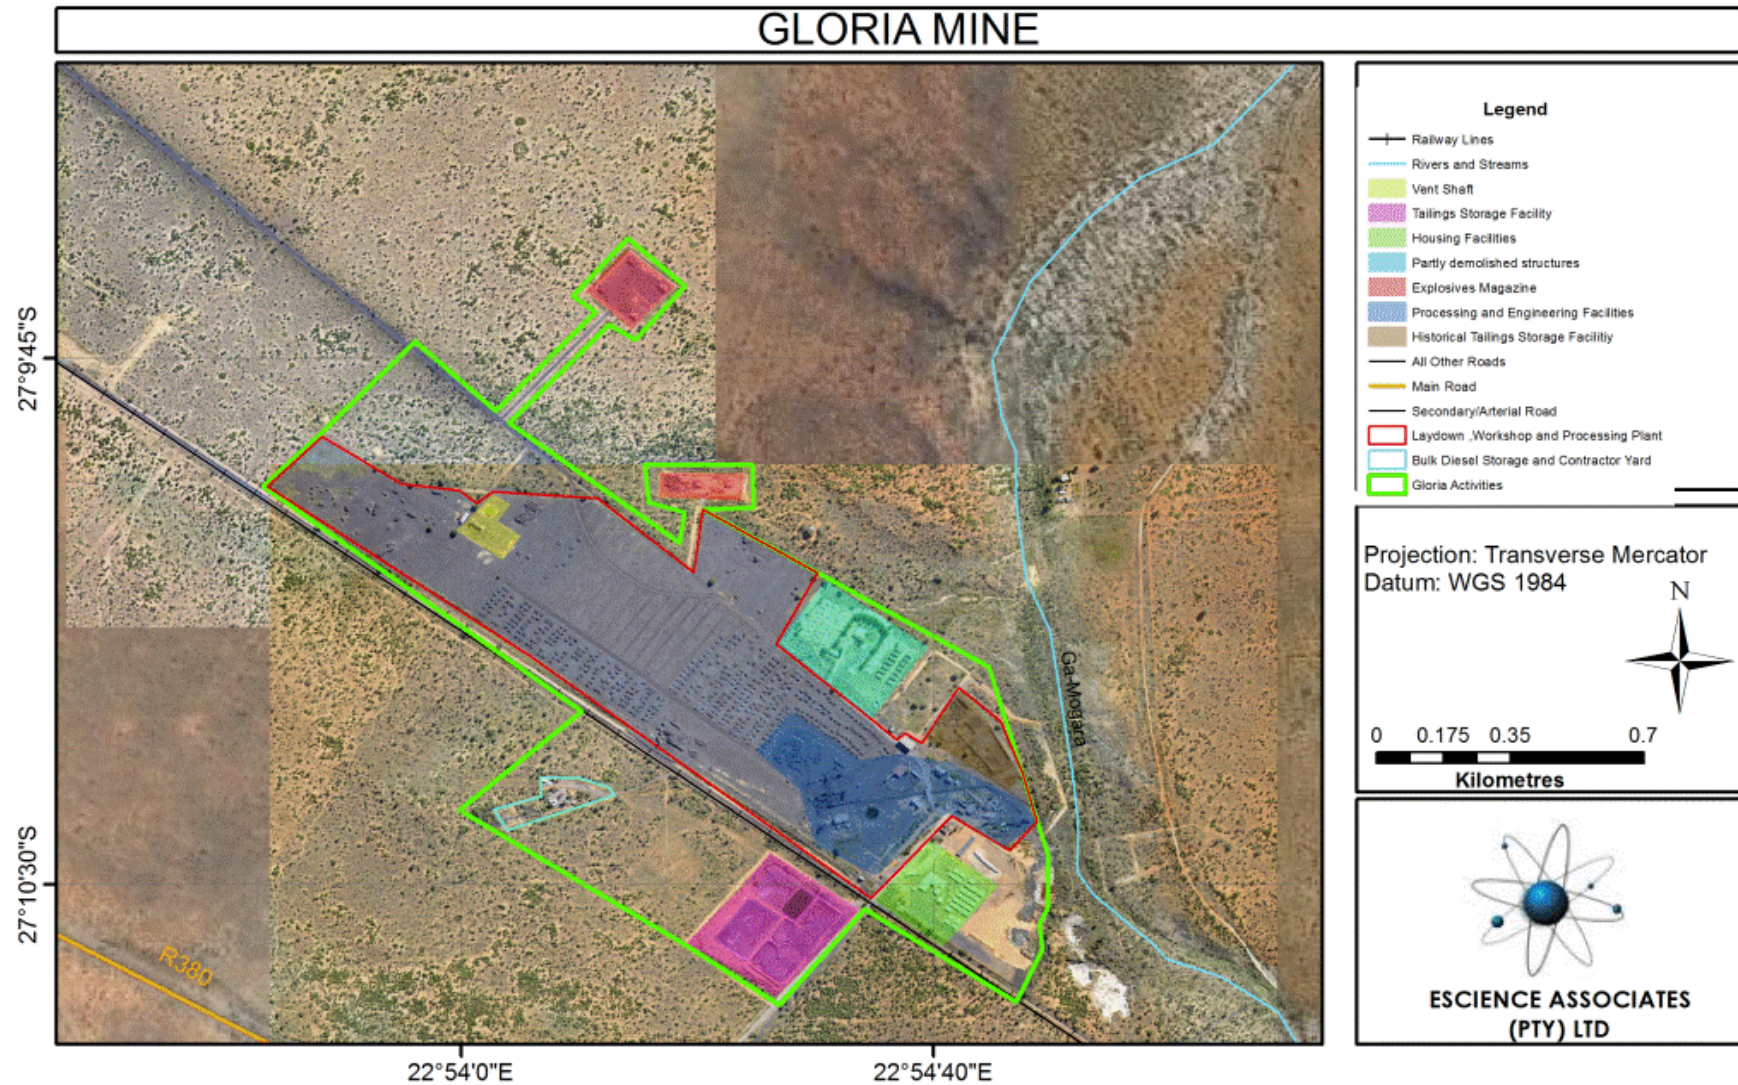 GLORIA MINE
27°9'45"S
27°10'30"S
22°54'0"E
22°54'40"E
R380
Ga-Mogara
Legend
Railway Lines
Rivers and Streams
Vent Shaft
Tailings Storage Facility
Housing Facilities
Partly demolished structures
Explosives Magazine
Processing and Engineering Facilities
Historical Tailings Storage Facilitiy
All Other Roads
Main Road
Secondary/Arterial Road
Laydown ,Workshop and Processing Plant
Bulk Diesel Storage and Contractor Yard
Gloria Activities
Projection: Transverse Mercator
Datum: WGS 1984
N
0 0.175 0.35 0.7
Kilometres
ESCIENCE ASSOCIATES
(PTY) LTD